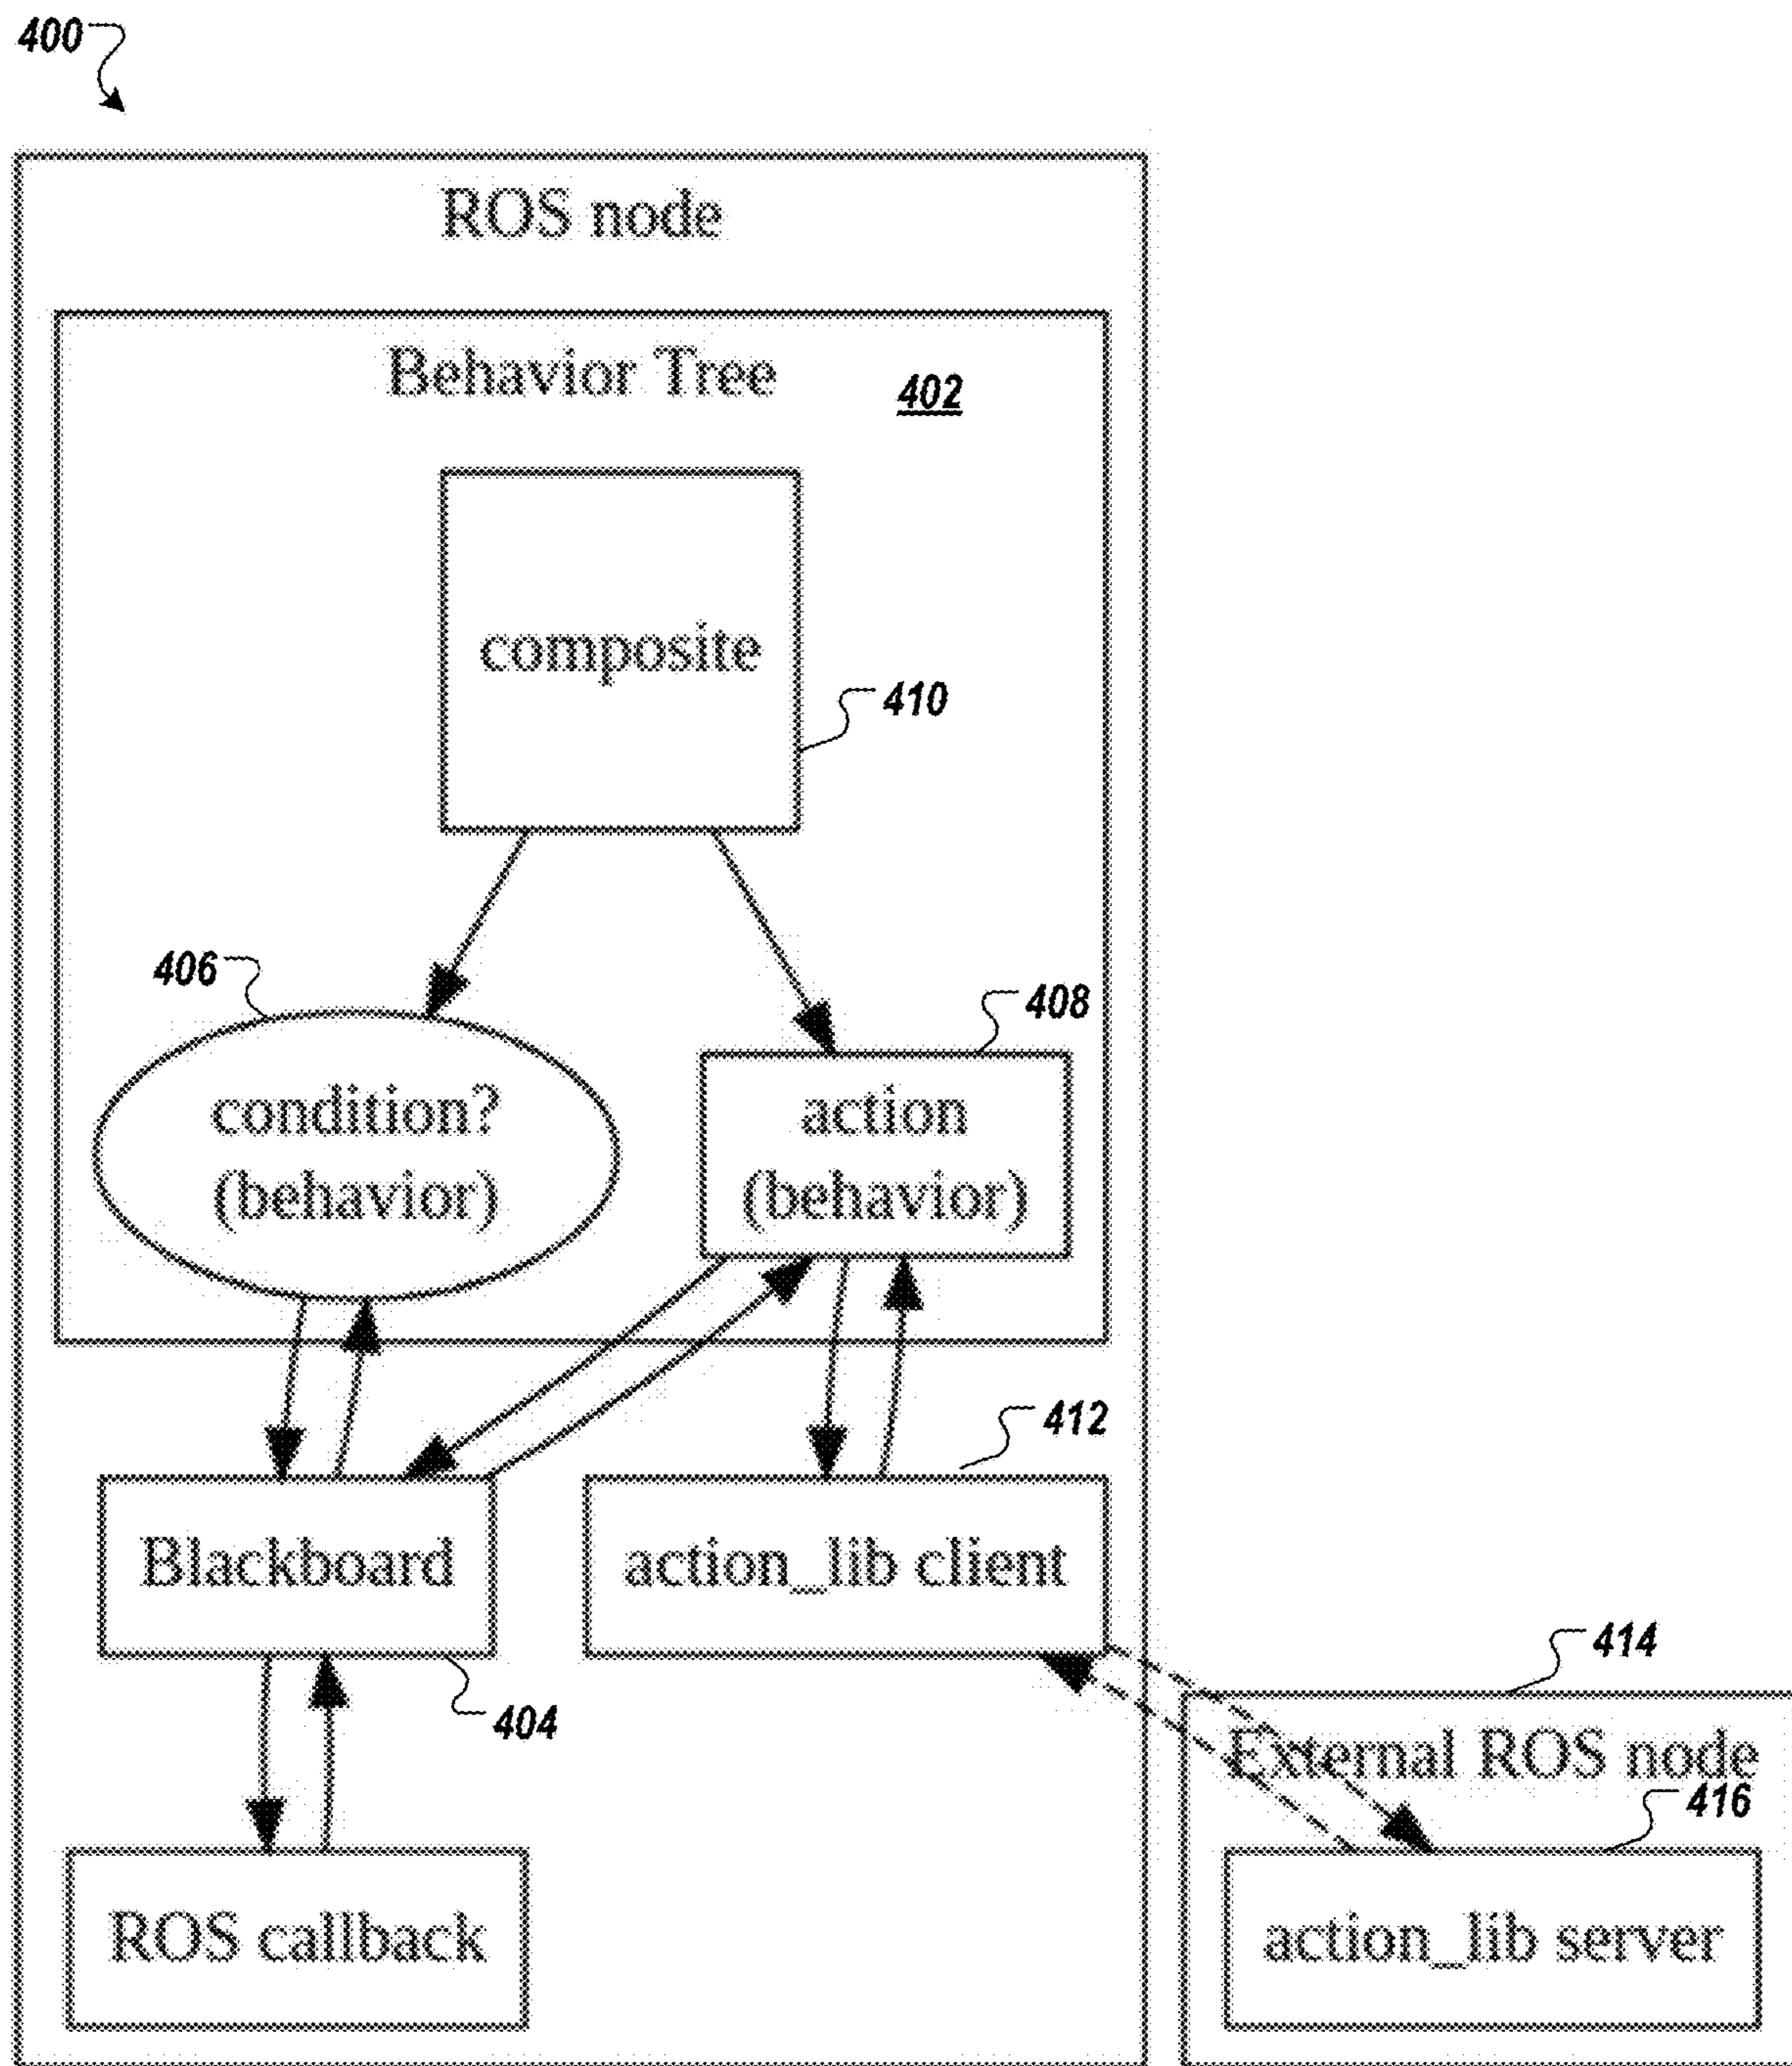 400
ROS node
Behavior Tree
402
composite
410
406
408
condition?
(behavior)
action
(behavior)
412
Blackboard
action_lib client
404
414
External ROS node
416
ROS callback
action_lib server